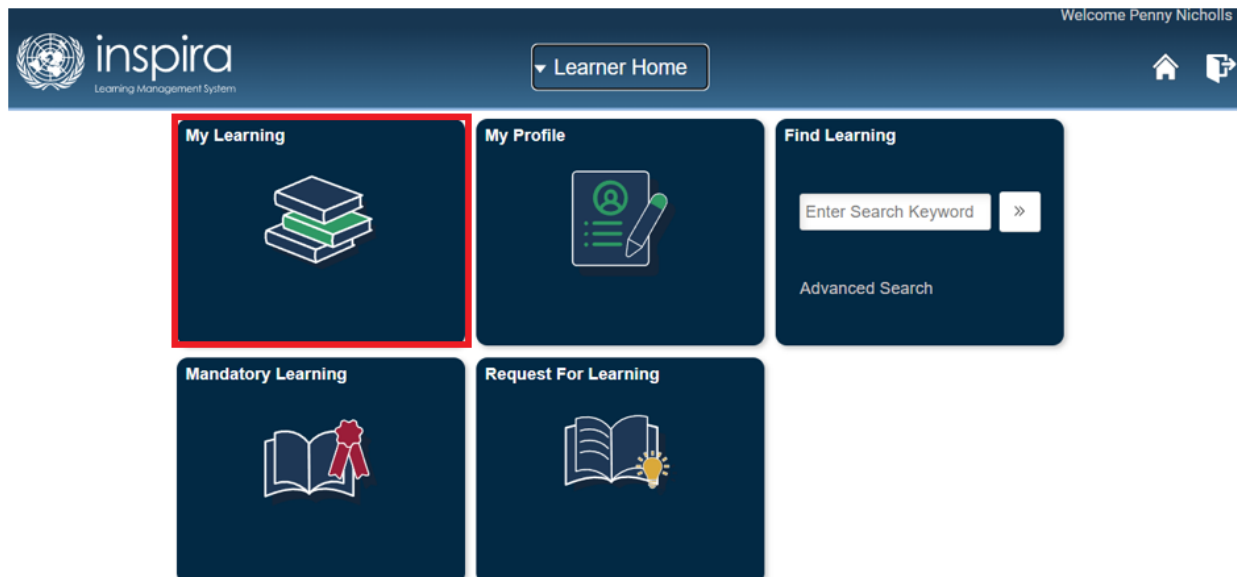 Welcome Penny Nicholls
inspira
Learning Management System
Learner Home
My Learning
My Profile
Find Learning
Enter Search Keyword
»
Advanced Search
Mandatory Learning
Request For Learning